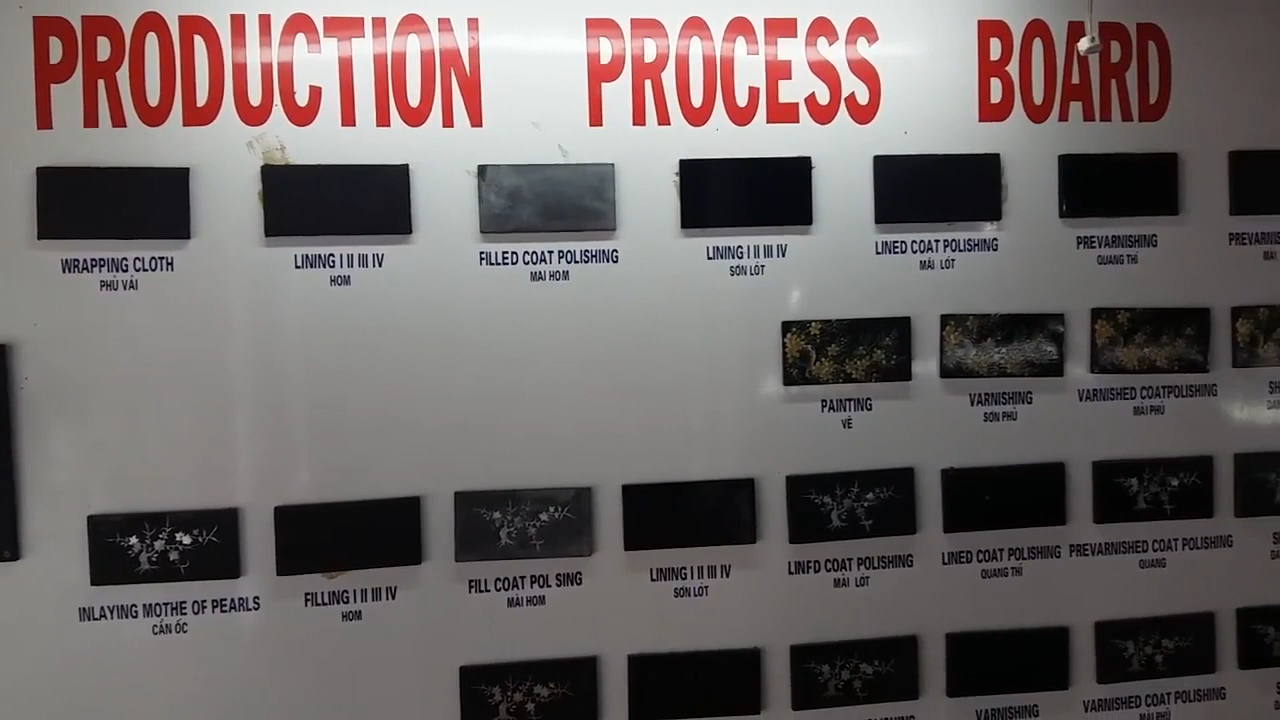 PRODUCTION PROCESS BOARD
WRAPPING CLOTH
PHỦ VẢI
LINING I II III IV
HOM
FILLED COAT POLISHING
MAI HOM
LINING I II III IV
SƠN LÓT
LINED COAT POLISHING
MÀI LÓT
PREVARNISHING
QUANG THÍ
PAINTING
VẼ
VARNISHING
SƠN PHỦ
VARNISHED COATPOLISHING
MÀI PHỦ
INLAYING MOTHE OF PEARLS
CẨN ỐC
FILLING I II III IV
HOM
FILL COAT POL SING
MÀI HOM
LINING I II III IV
SƠN LÓT
LINFD COAT POLISHING
MÀI LÓT
LINED COAT POLISHING
QUANG THÍ
PREVARNISHED COAT POLISHING
QUANG
VARNISHING
VARNISHED COAT POLISHING
MÀI PHỦ